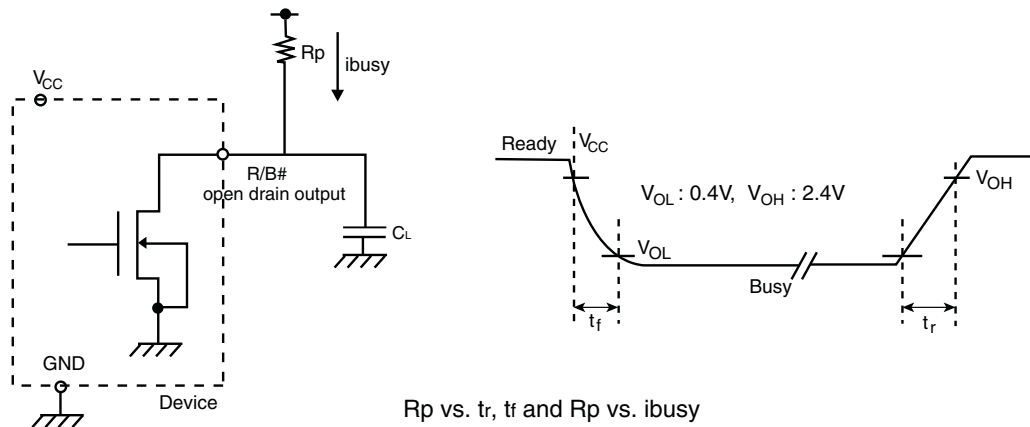 Rp
ibusy
VCC
R/B#
open drain output
CL
GND
Device
Ready
VCC
VOL : 0.4V, VOH : 2.4V
VOH
VOL
Busy
tf
tr
Rp vs. tr, tf and Rp vs. ibusy